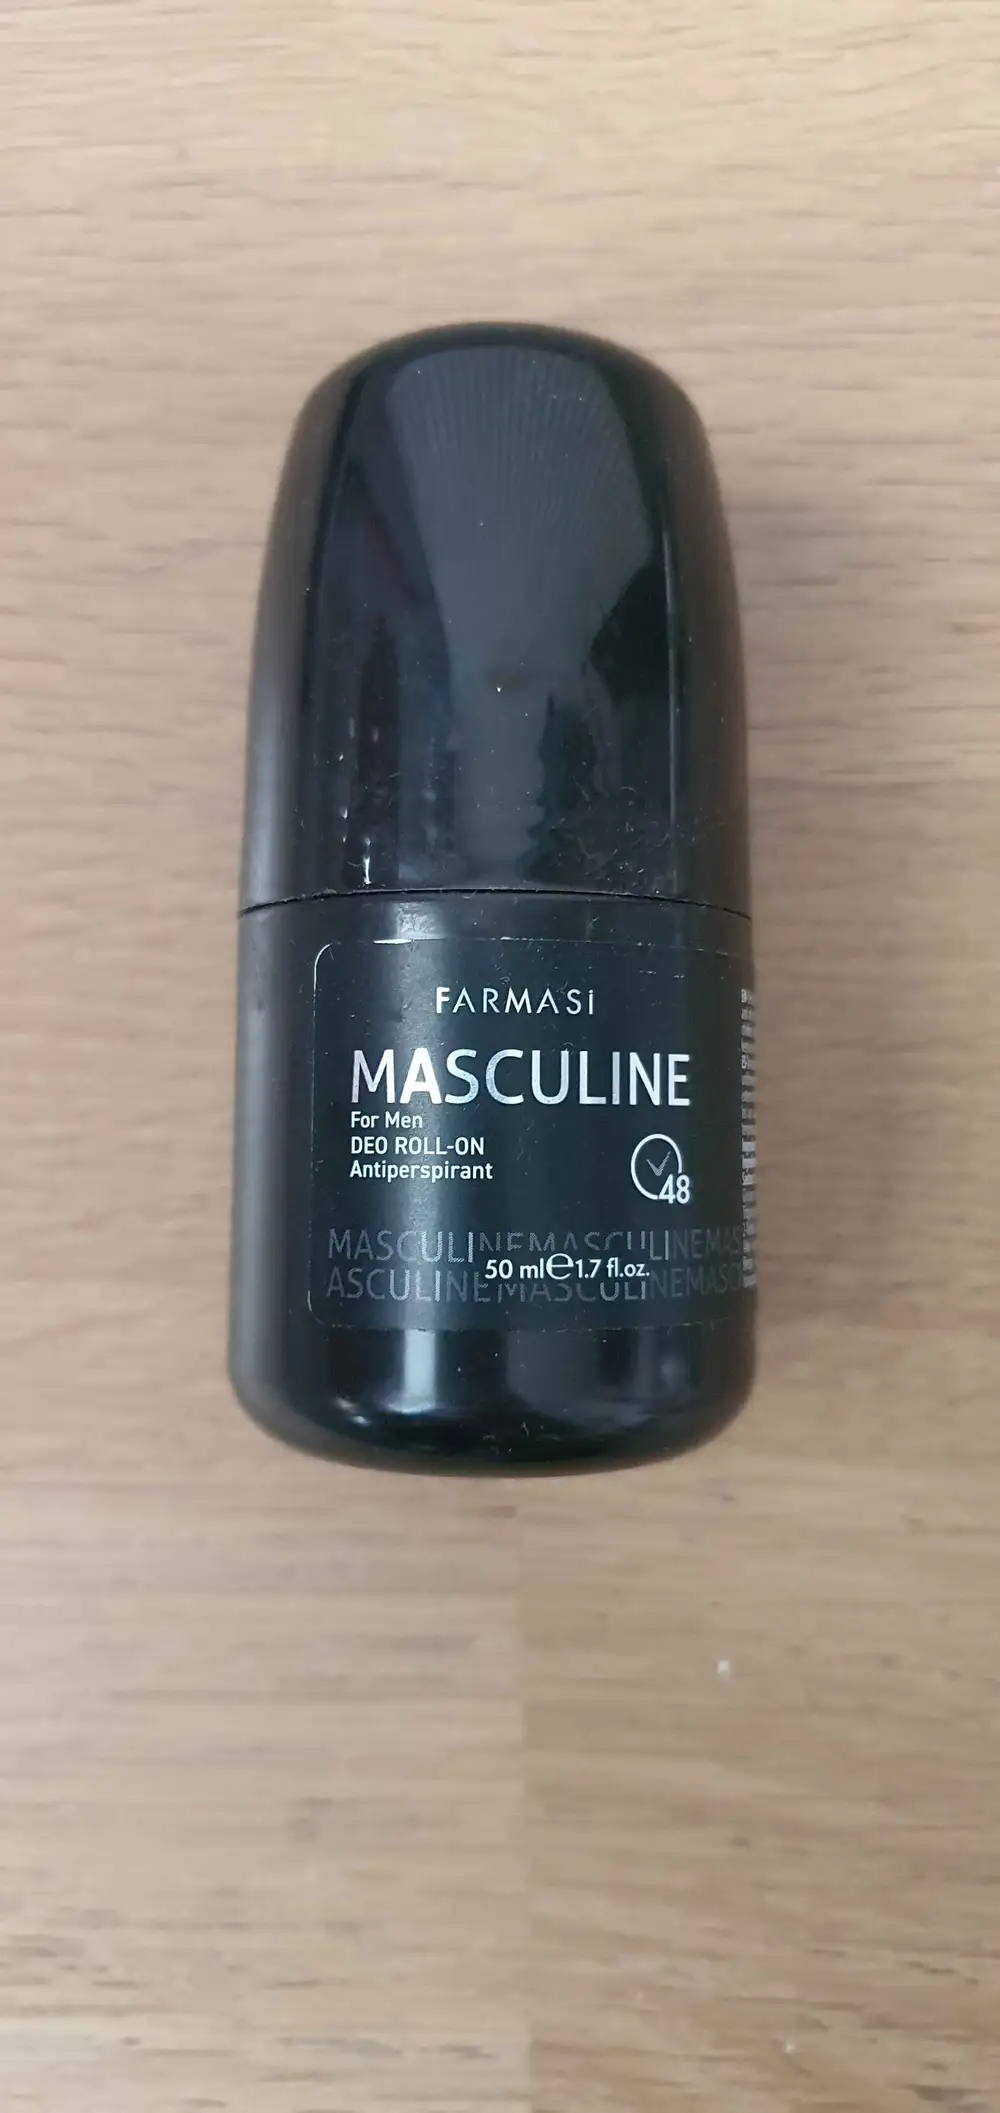 FARMASi
MASCULINE
For Men
DEO ROLL-ON
Antiperspirant
48
MASCULINEMASCULINEMAS
ASCULINEMASCULINEMASC
50 ml℮1.7 fl.oz.